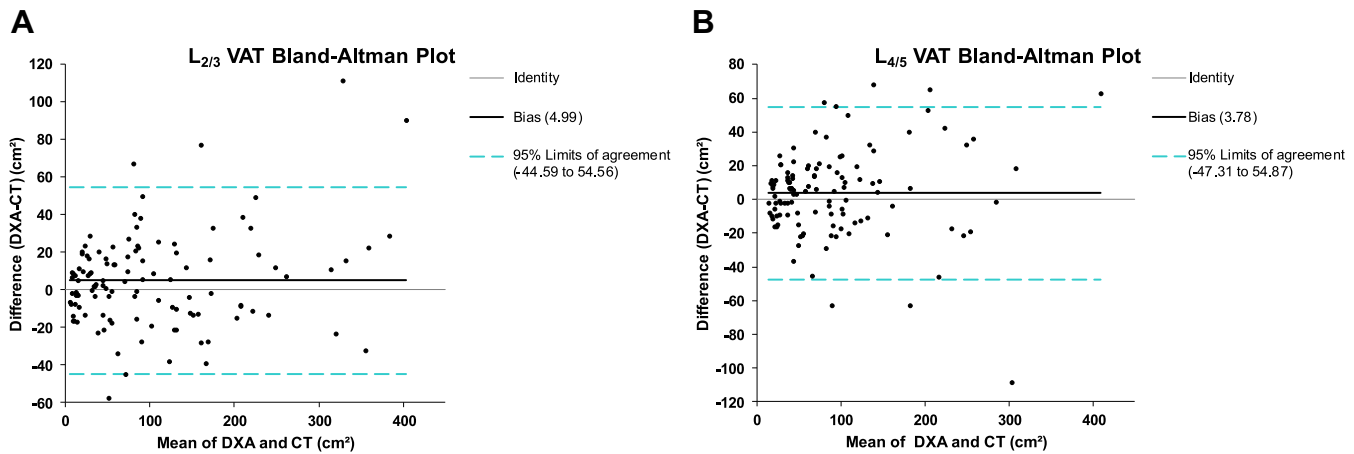 A
L2/3 VAT Bland-Altman Plot
120
100
80
60
40
20
0
-20
-40
-60
0
100
200
300
400
Difference (DXA-CT) (cm²)
Mean of DXA and CT (cm²)
Identity
Bias (4.99)
95% Limits of agreement
(-44.59 to 54.56)
B
L4/5 VAT Bland-Altman Plot
80
60
40
20
0
-20
-40
-60
-80
-100
-120
0
100
200
300
400
Difference (DXA-CT) (cm²)
Mean of DXA and CT (cm²)
Identity
Bias (3.78)
95% Limits of agreement
(-47.31 to 54.87)